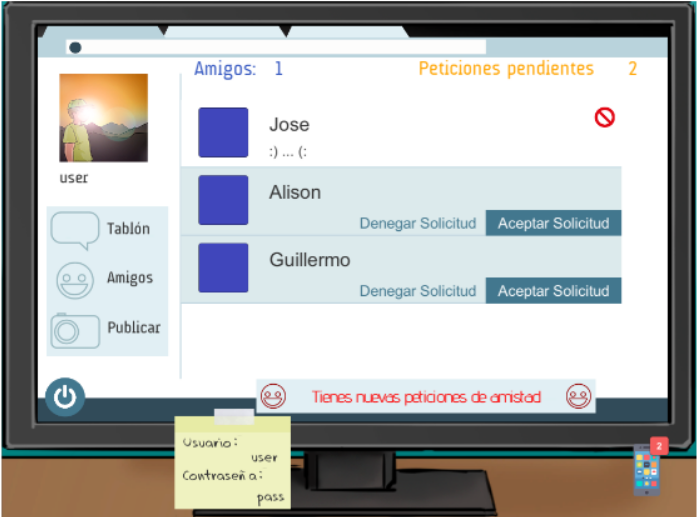 Amigos: 1
Peticiones pendientes 2
user
Jose
:) ... (:
Alison
Denegar Solicitud Aceptar Solicitud
Guillermo
Denegar Solicitud Aceptar Solicitud
Tablón
Amigos
Publicar
Tienes nuevas peticiones de amistad
Usuario:
user
Contraseña:
pass
2